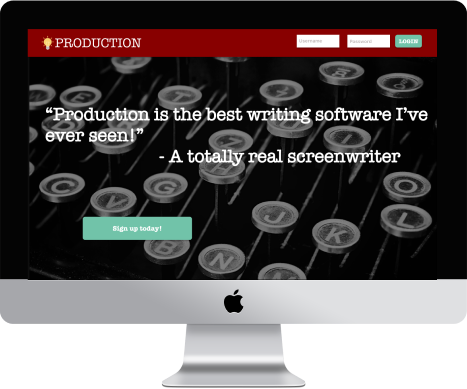 PRODUCTION
Username
Password
LOGIN
“Production is the best writing software I’ve
ever seen!”
- A totally real screenwriter
Sign up today!
C
V
G
B
N
H
J
K
L
O